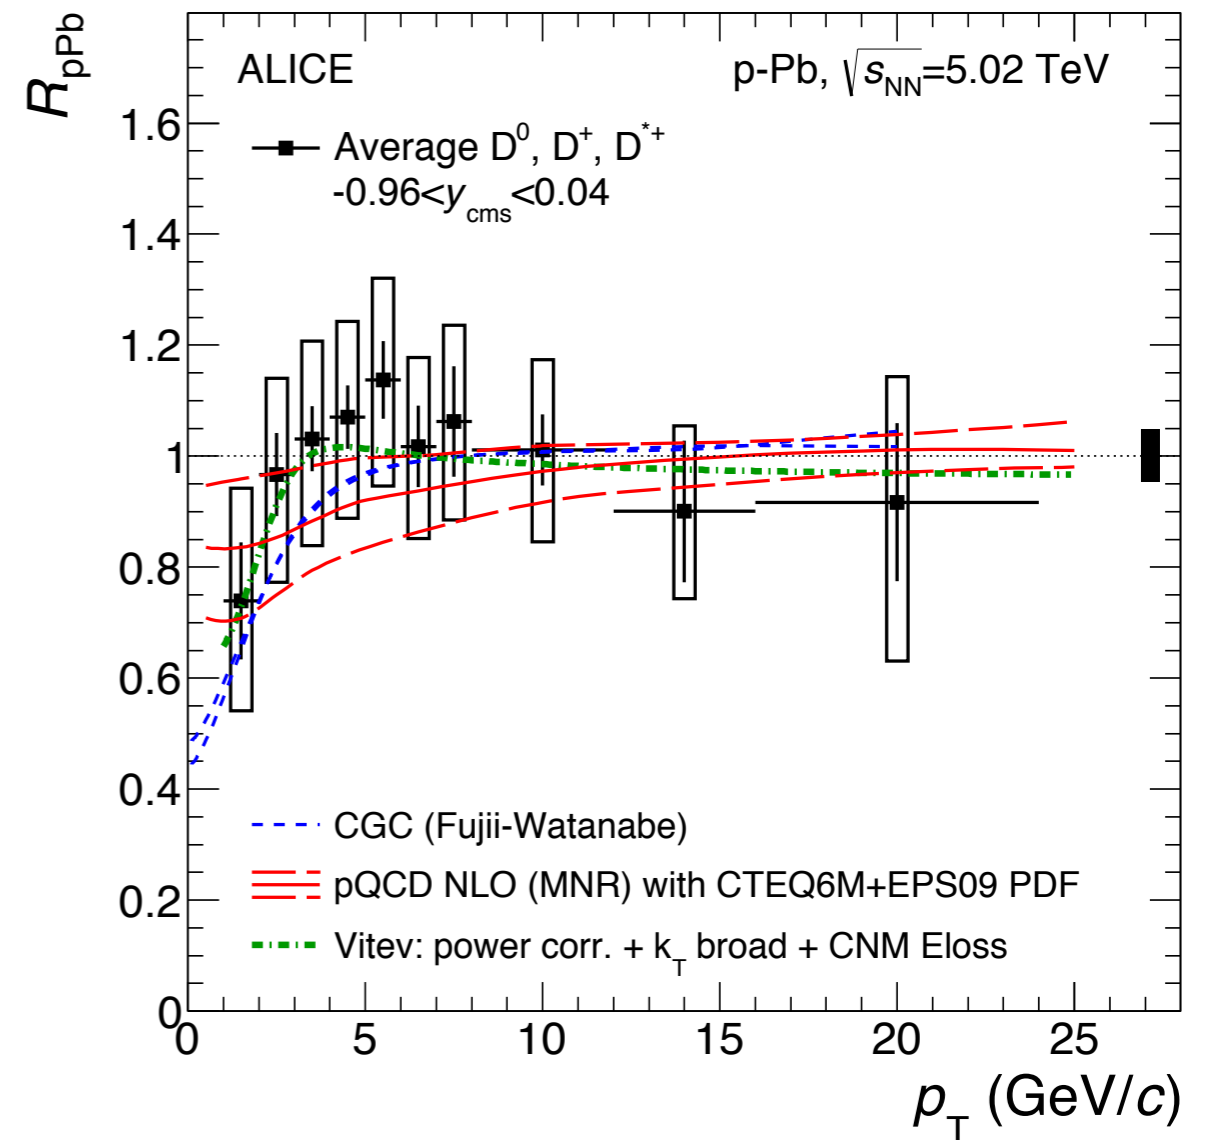 R_pPb
ALICE
p-Pb, √s_NN=5.02 TeV
Average D⁰, D⁺, D*⁺
-0.96<y_cms<0.04
1.6
1.4
1.2
1
0.8
0.6
0.4
0.2
0
CGC (Fujii-Watanabe)
pQCD NLO (MNR) with CTEQ6M+EPS09 PDF
Vitev: power corr. + k_T broad + CNM Eloss
0 5 10 15 20 25
p_T (GeV/c)